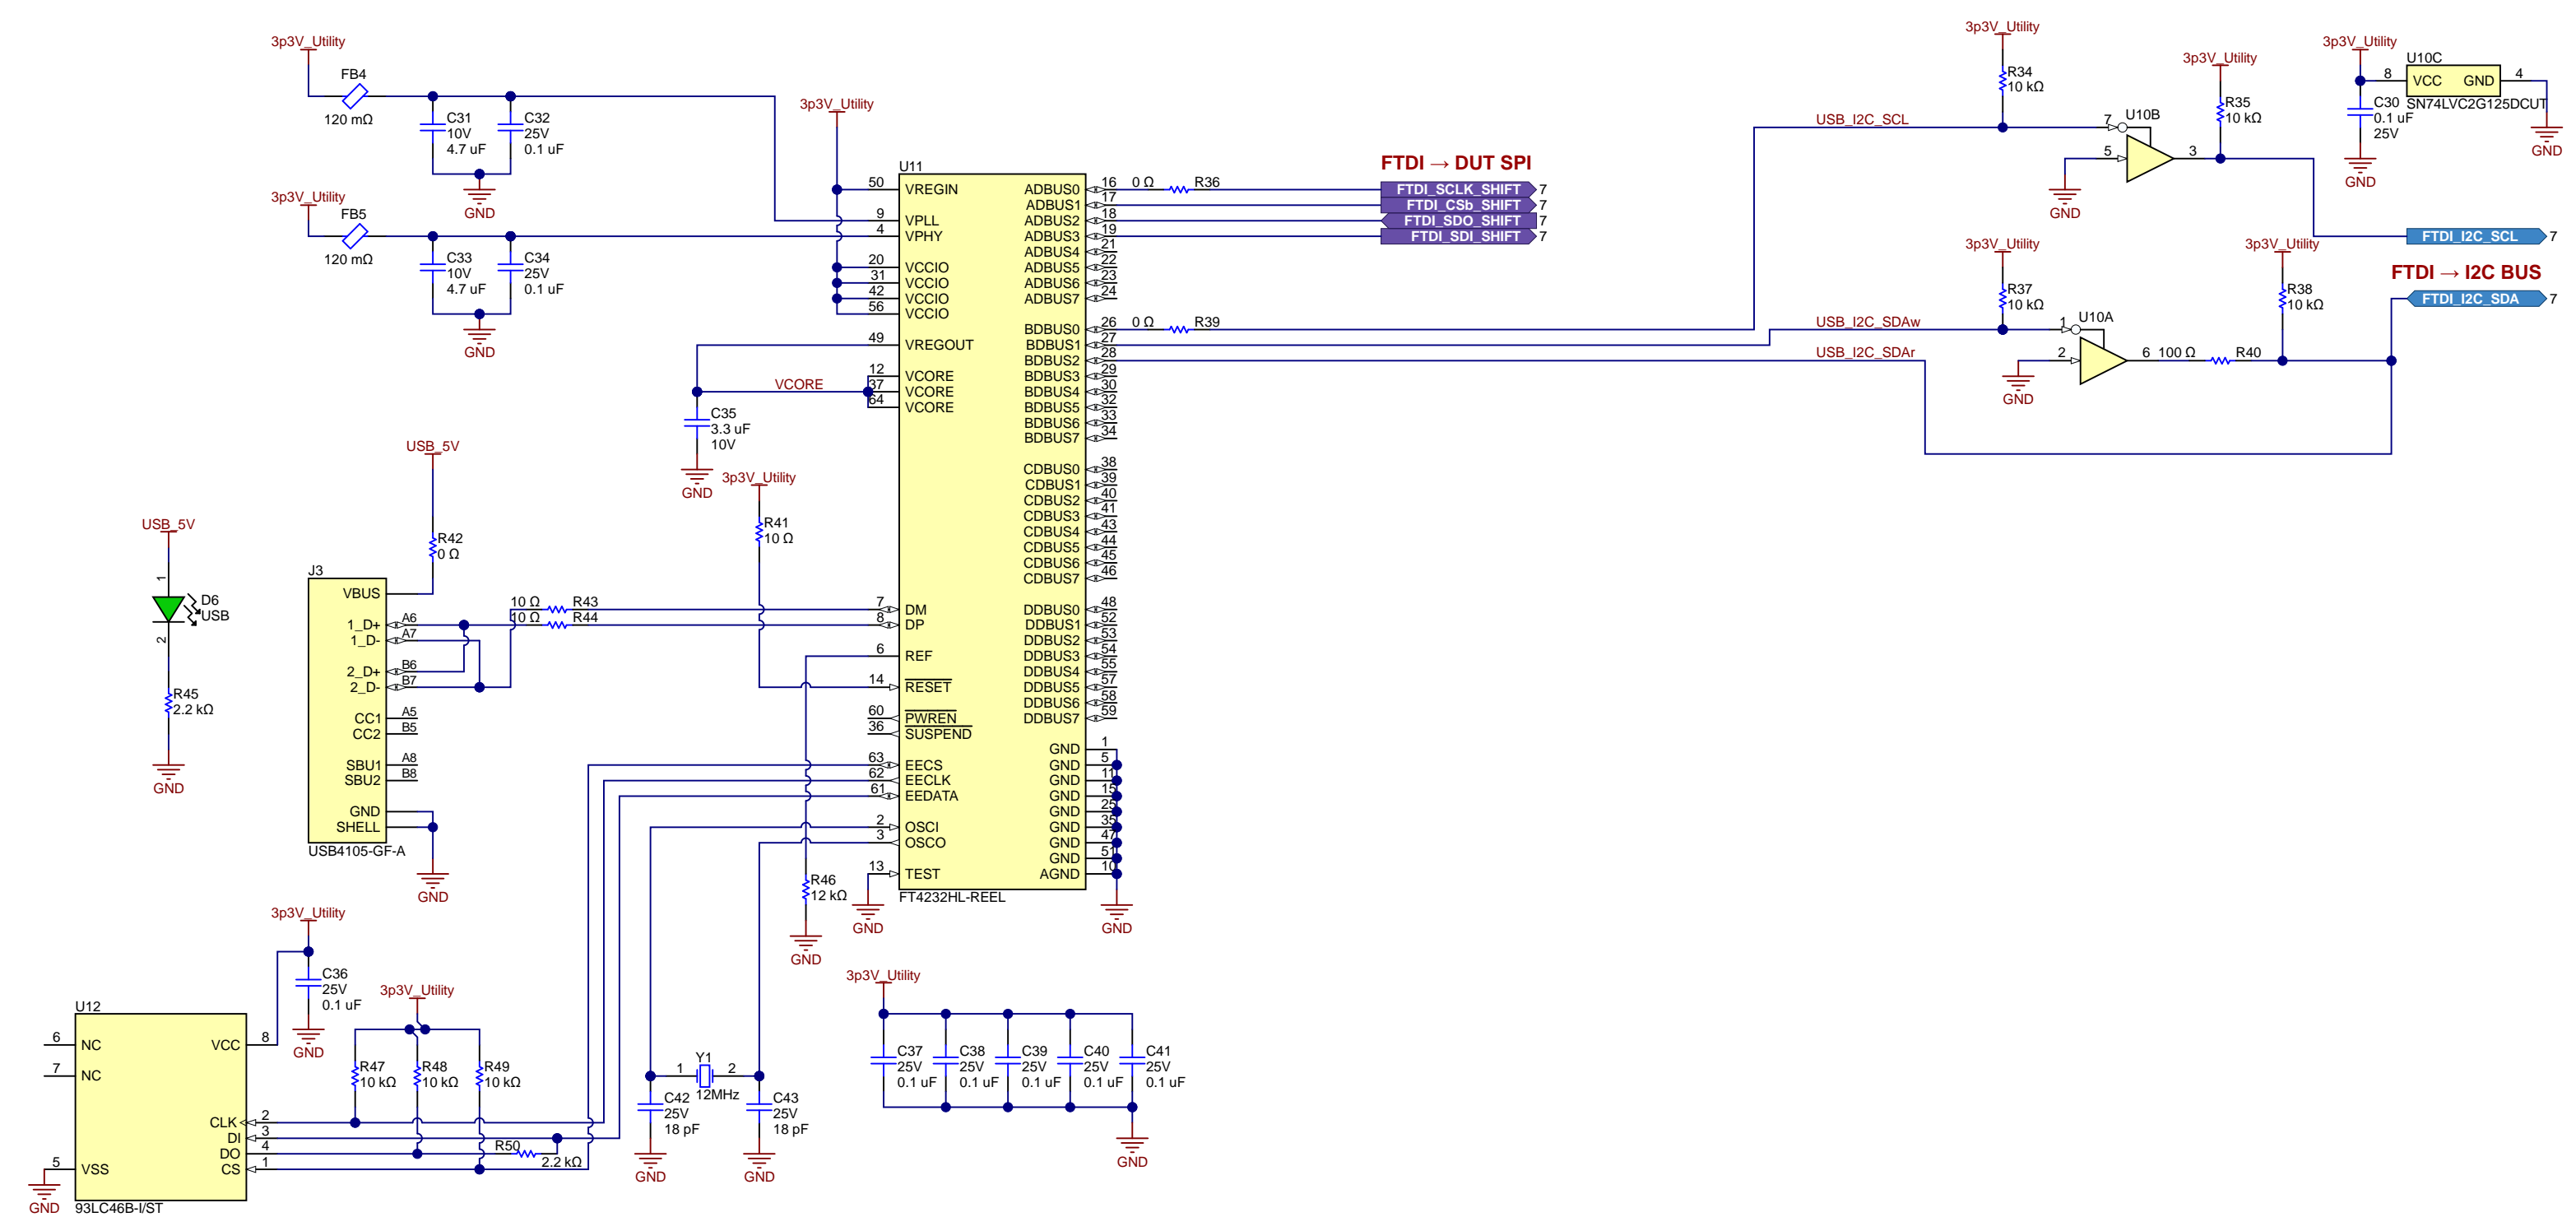 3p3V_Utility
FB4
120 mΩ
C31
10V
4.7 uF
C32
25V
0.1 uF
GND
3p3V_Utility
FB5
120 mΩ
C33
10V
4.7 uF
C34
25V
0.1 uF
GND
3p3V_Utility
U11
50 VREGIN
9 VPLL
4 VPHY
20 VCCIO
31 VCCIO
42 VCCIO
56 VCCIO
49 VREGOUT
12 VCORE
VCORE 37 VCORE
64 VCORE
C35
3.3 uF
10V
GND
3p3V_Utility
R41
10 Ω
7 DM
8 DP
6 REF
14 RESET
60 PWREN
36 SUSPEND
63 EECS
62 EECLK
61 EEDATA
2 OSCI
3 OSCO
13 TEST
FT4232HL-REEL
GND
R46
12 kΩ
GND
ADBUS0 16 0 Ω R36
ADBUS1 17
ADBUS2 18
ADBUS3 19
ADBUS4 21
ADBUS5 22
ADBUS6 23
ADBUS7 24
BDBUS0 26 0 Ω R39
BDBUS1 27
BDBUS2 28
BDBUS3 29
BDBUS4 30
BDBUS5 32
BDBUS6 33
BDBUS7 34
CDBUS0 38
CDBUS1 39
CDBUS2 40
CDBUS3 41
CDBUS4 43
CDBUS5 44
CDBUS6 45
CDBUS7 46
DDBUS0 48
DDBUS1 52
DDBUS2 53
DDBUS3 54
DDBUS4 55
DDBUS5 57
DDBUS6 58
DDBUS7 59
GND 1
GND 5
GND 11
GND 15
GND 25
GND 35
GND 47
GND 51
AGND 10
GND
FTDI → DUT SPI
FTDI_SCLK_SHIFT 7
FTDI_CSb_SHIFT 7
FTDI_SDO_SHIFT 7
FTDI_SDI_SHIFT 7
USB_I2C_SCL
USB_I2C_SDAw
USB_I2C_SDAr
3p3V_Utility
R34
10 kΩ
7 U10B
5 3
GND
3p3V_Utility
R35
10 kΩ
3p3V_Utility
U10C
8 VCC GND 4
SN74LVC2G125DCUT
C30
0.1 uF
25V
GND
GND
FTDI_I2C_SCL 7
FTDI → I2C BUS
FTDI_I2C_SDA 7
3p3V_Utility
R37
10 kΩ
1 U10A
2 6 100 Ω R40
GND
3p3V_Utility
R38
10 kΩ
USB_5V
D6
USB
1
2
R45
2.2 kΩ
GND
USB_5V
R42
0 Ω
J3
VBUS
1_D+ A6
1_D- A7
2_D+ B6
2_D- B7
CC1 A5
CC2 B5
SBU1 A8
SBU2 B8
GND
SHELL
USB4105-GF-A
GND
10 Ω R43
10 Ω R44
3p3V_Utility
C36
25V
0.1 uF
GND
U12
6 NC
7 NC
5 VSS
VCC 8
CLK 2
DI 3
DO 4
CS 1
93LC46B-I/ST
GND
3p3V_Utility
R47
10 kΩ
R48
10 kΩ
R49
10 kΩ
R50
2.2 kΩ
Y1
1 2
12MHz
C42
25V
18 pF
GND
C43
25V
18 pF
GND
3p3V_Utility
C37
25V
0.1 uF
C38
25V
0.1 uF
C39
25V
0.1 uF
C40
25V
0.1 uF
C41
25V
0.1 uF
GND